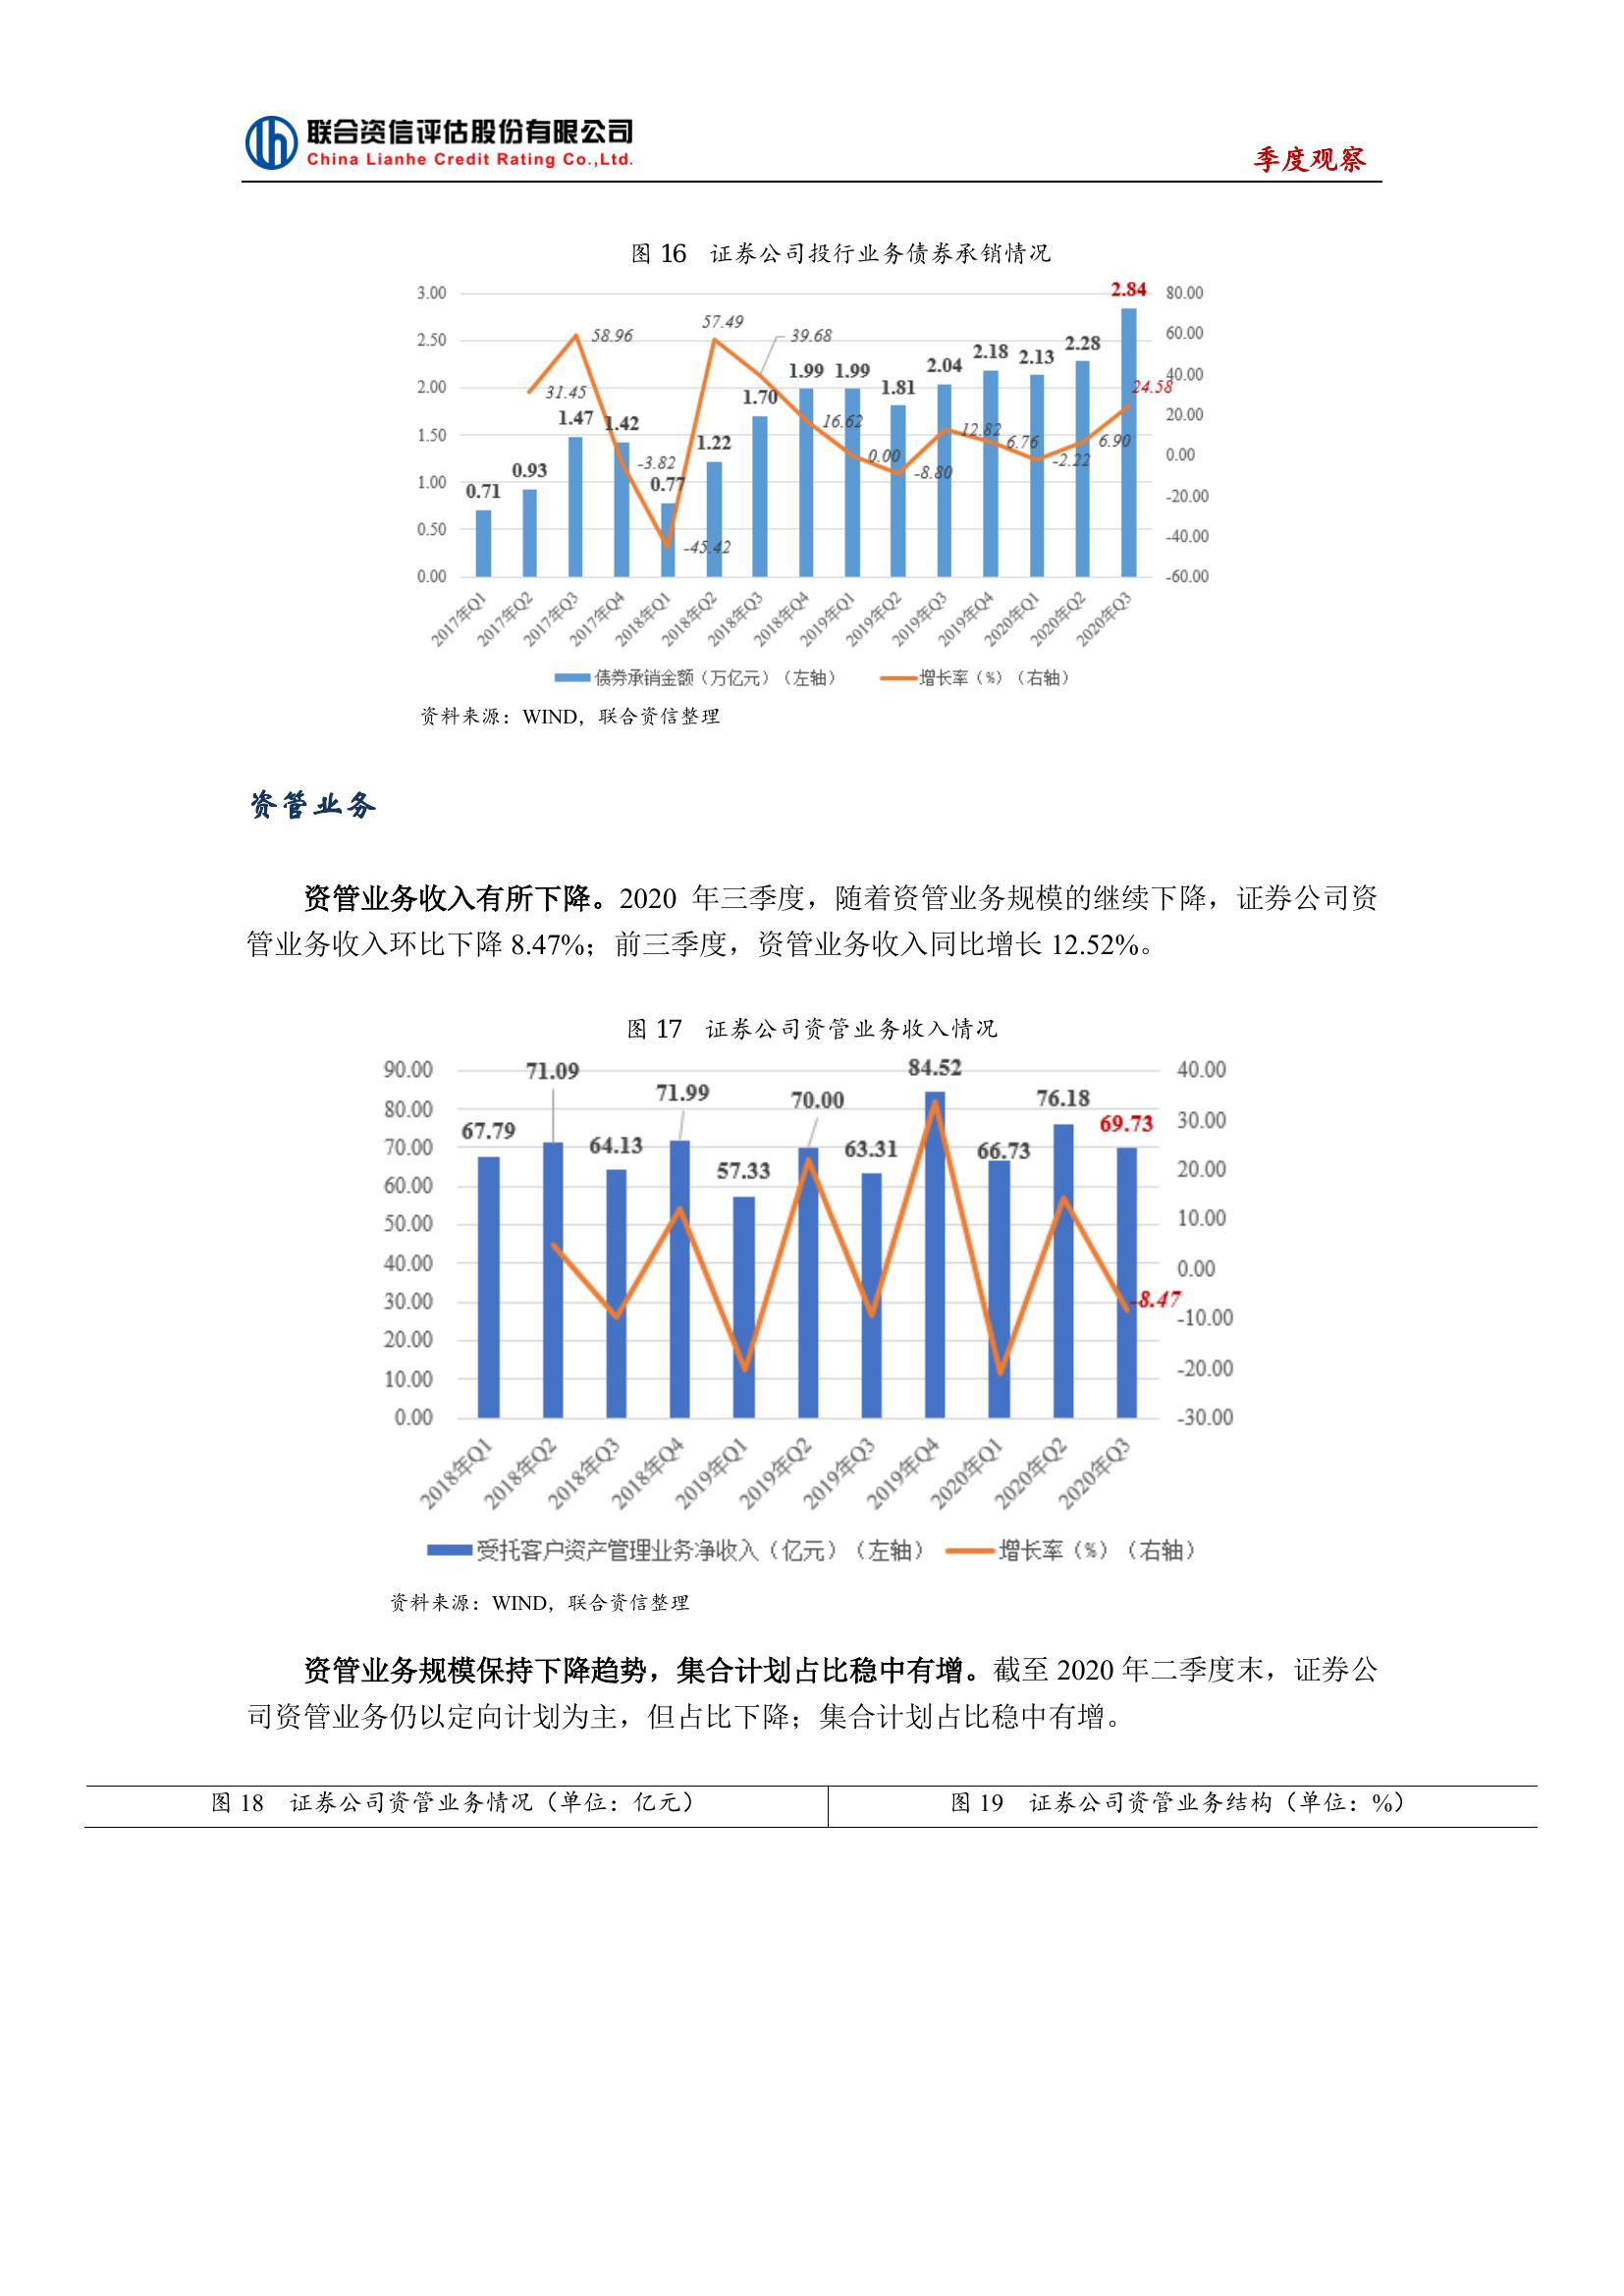 联合资信评估股份有限公司
China Lianhe Credit Rating Co.,Ltd.
季度观察
图 16 证券公司投行业务债券承销情况
3.00
2.50
2.00
1.50
1.00
0.50
0.00
80.00
60.00
40.00
20.00
0.00
-20.00
-40.00
-60.00
0.71
0.93
1.47
1.42
0.77
1.22
1.70
1.99
1.99
1.81
2.04
2.18
2.13
2.28
2.84
31.45
58.96
-3.82
-45.42
57.49
39.68
16.62
0.00
-8.80
12.82
6.76
-2.22
6.90
24.58
2017年Q1
2017年Q2
2017年Q3
2017年Q4
2018年Q1
2018年Q2
2018年Q3
2018年Q4
2019年Q1
2019年Q2
2019年Q3
2019年Q4
2020年Q1
2020年Q2
2020年Q3
债券承销金额（万亿元）（左轴） 增长率（%）（右轴）
资料来源：WIND，联合资信整理
资管业务
资管业务收入有所下降。2020 年三季度，随着资管业务规模的继续下降，证券公司资
管业务收入环比下降 8.47%；前三季度，资管业务收入同比增长 12.52%。
图 17 证券公司资管业务收入情况
90.00
80.00
70.00
60.00
50.00
40.00
30.00
20.00
10.00
0.00
40.00
30.00
20.00
10.00
0.00
-10.00
-20.00
-30.00
67.79
71.09
64.13
71.99
57.33
70.00
63.31
84.52
66.73
76.18
69.73
-8.47
2018年Q1
2018年Q2
2018年Q3
2018年Q4
2019年Q1
2019年Q2
2019年Q3
2019年Q4
2020年Q1
2020年Q2
2020年Q3
受托客户资产管理业务净收入（亿元）（左轴） 增长率（%）（右轴）
资料来源：WIND，联合资信整理
资管业务规模保持下降趋势，集合计划占比稳中有增。截至 2020 年二季度末，证券公
司资管业务仍以定向计划为主，但占比下降；集合计划占比稳中有增。
图 18 证券公司资管业务情况（单位：亿元）
图 19 证券公司资管业务结构（单位：%）